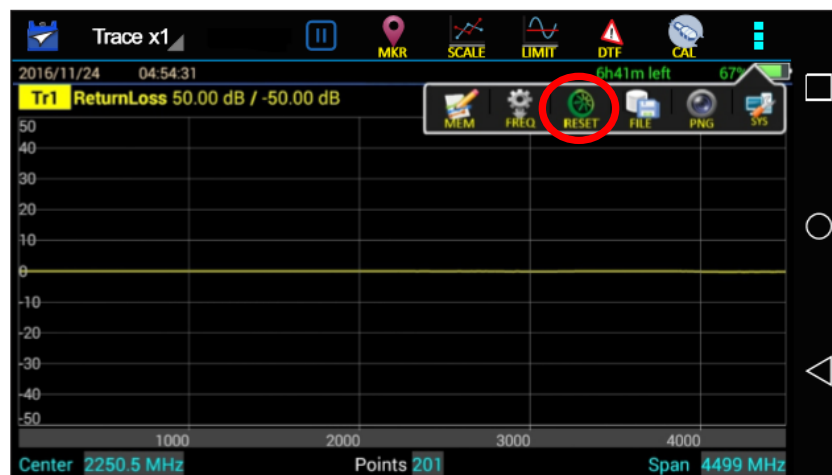 Trace x1
MKR SCALE LIMIT DTF CAL
2016/11/24 04:54:31 6h41m left 67%
Tr1 ReturnLoss 50.00 dB / -50.00 dB
MEM FREQ RESET FILE PNG SYS
50
40
30
20
10
0
-10
-20
-30
-40
-50
1000 2000 3000 4000
Center 2250.5 MHz Points 201 Span 4499 MHz